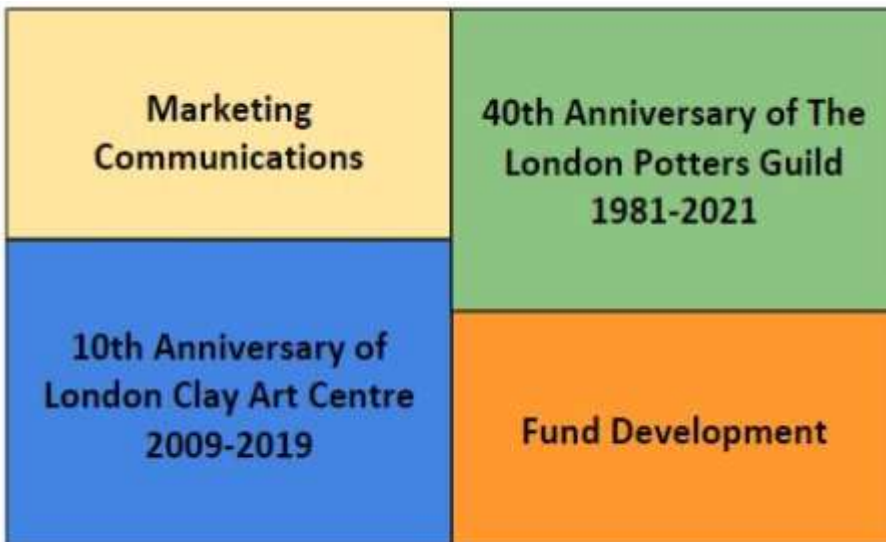 Marketing
Communications
40th Anniversary of The
London Potters Guild
1981-2021
10th Anniversary of
London Clay Art Centre
2009-2019
Fund Development